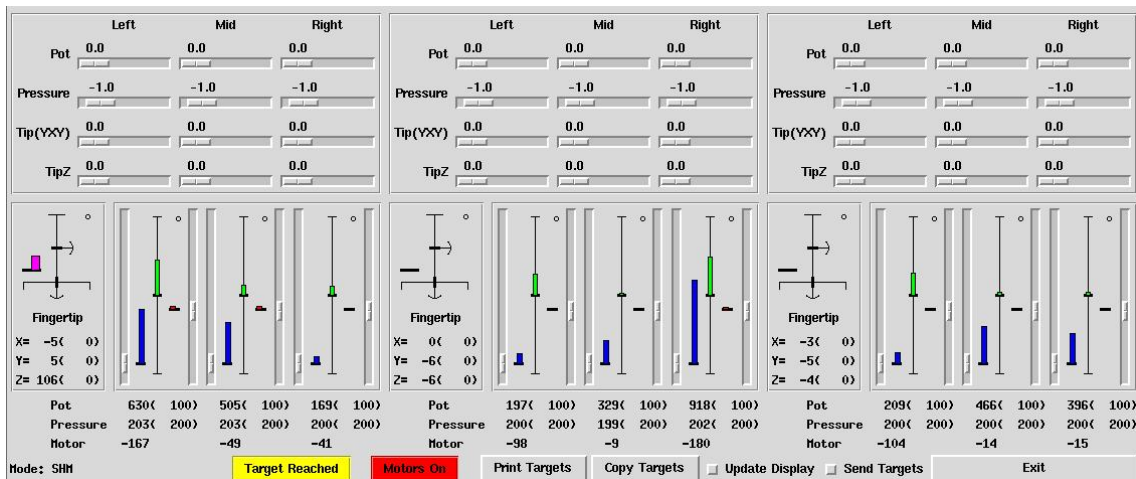 Left Mid Right Left Mid Right Left Mid Right
Pot 0.0 0.0 0.0 Pot 0.0 0.0 0.0 Pot 0.0 0.0 0.0
Pressure -1.0 -1.0 -1.0 Pressure -1.0 -1.0 -1.0 Pressure -1.0 -1.0 -1.0
Tip(YXY) 0.0 0.0 0.0 Tip(YXY) 0.0 0.0 0.0 Tip(YXY) 0.0 0.0 0.0
TipZ 0.0 0.0 0.0 TipZ 0.0 0.0 0.0 TipZ 0.0 0.0 0.0
Fingertip Fingertip Fingertip
X= -5( 0) X= 0( 0) X= -3( 0)
Y= 5( 0) Y= -6( 0) Y= -5( 0)
Z= 106( 0) Z= -6( 0) Z= -4( 0)
Pot 630( 100) 505( 100) 169( 100) Pot 197( 100) 329( 100) 918( 100) Pot 209( 100) 466( 100) 396( 100)
Pressure 203( 200) 203( 200) 200( 200) Pressure 200( 200) 199( 200) 202( 200) Pressure 200( 200) 200( 200) 200( 200)
Motor -167 -49 -41 Motor -98 -9 -180 Motor -104 -14 -15
Mode: SHM Target Reached Motors On Print Targets Copy Targets Update Display Send Targets Exit